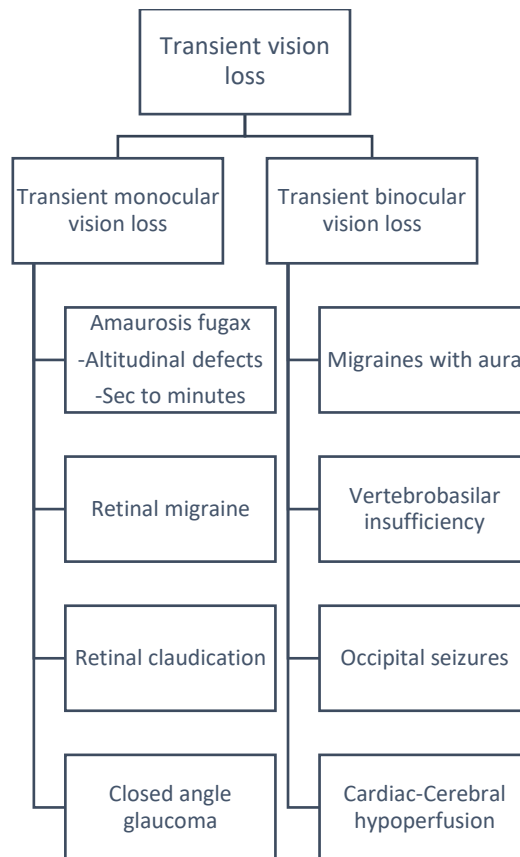 Transient vision
loss
Transient monocular
vision loss
Transient binocular
vision loss
Amaurosis fugax
-Altitudinal defects
-Sec to minutes
Migraines with aura
Retinal migraine
Vertebrobasilar
insufficiency
Retinal claudication
Occipital seizures
Closed angle
glaucoma
Cardiac-Cerebral
hypoperfusion